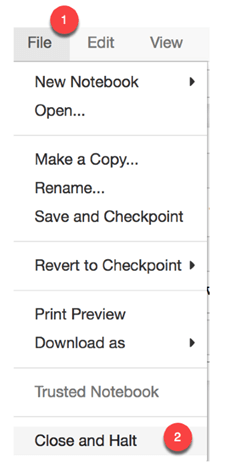 1
File Edit View
New Notebook
Open...
Make a Copy...
Rename...
Save and Checkpoint
Revert to Checkpoint
Print Preview
Download as
Trusted Notebook
Close and Halt 2